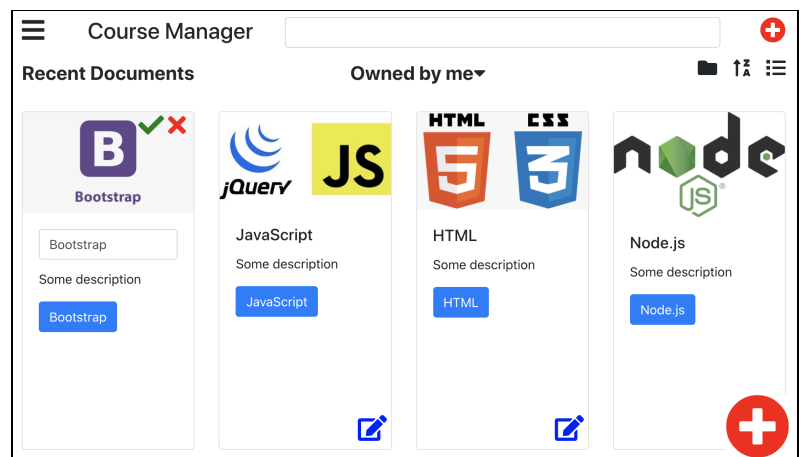 Course Manager
Recent Documents
Owned by me
Z
A
B
Bootstrap
Bootstrap
Some description
Bootstrap
jQuery
JS
JavaScript
Some description
JavaScript
HTML
CSS
5
3
HTML
Some description
HTML
node
JS
®
Node.js
Some description
Node.js